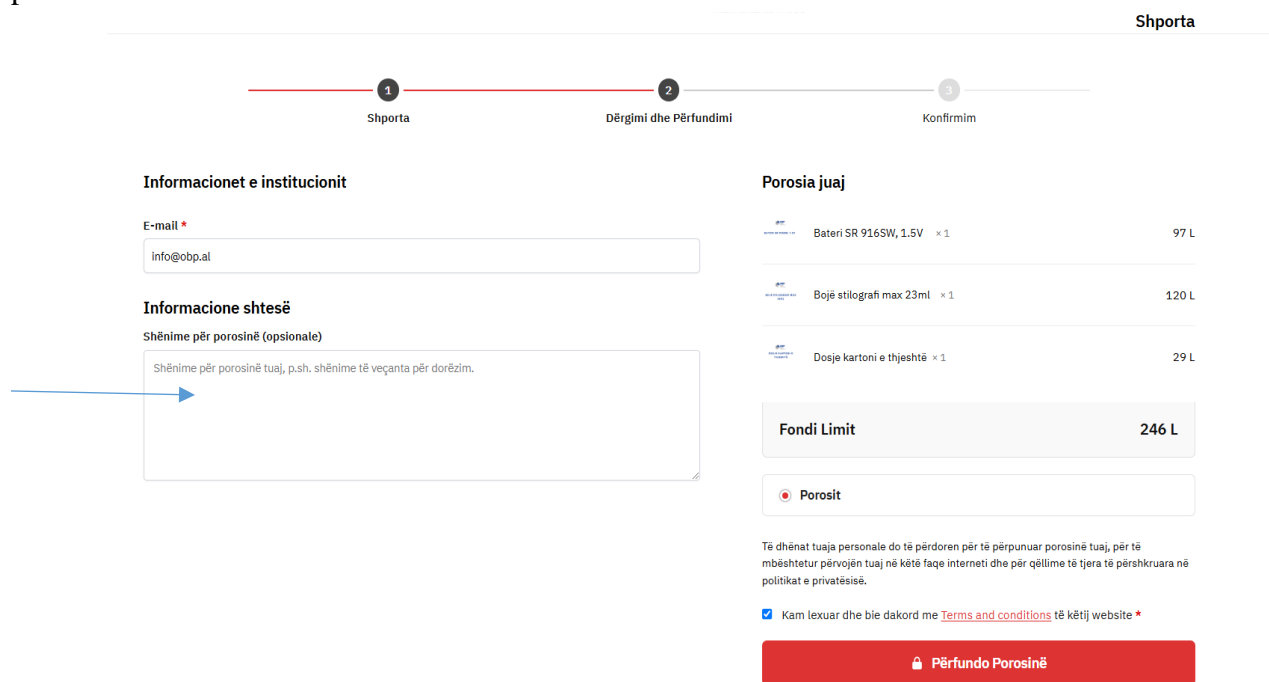 Shporta
1
2
3
Shporta
Dërgimi dhe Përfundimi
Konfirmim
Informacionet e institucionit
E-mail *
info@obp.al
Informacione shtesë
Shënime për porosinë (opsionale)
Shënime për porosinë tuaj, p.sh. shënime të veçanta për dorëzim.
Porosia juaj
Bateri SR 916SW, 1.5V × 1 97 L
Bojë stilografi max 23ml × 1 120 L
Dosje kartoni e thjeshtë × 1 29 L
Fondi Limit 246 L
Porosit
Të dhënat tuaja personale do të përdoren për të përpunuar porosinë tuaj, për të
mbështetur përvojën tuaj në këtë faqe interneti dhe për qëllime të tjera të përshkruara në
politikat e privatësisë.
Kam lexuar dhe bie dakord me Terms and conditions të këtij website *
Përfundo Porosinë